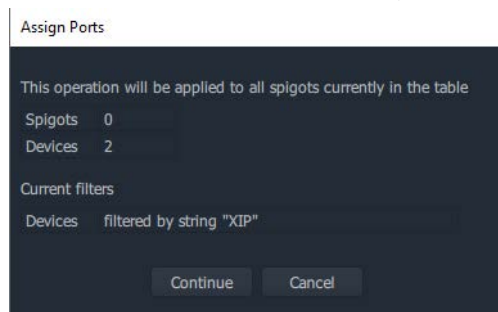 Assign Ports
This operation will be applied to all spigots currently in the table
Spigots 0
Devices 2
Current filters
Devices filtered by string "XIP"
Continue Cancel